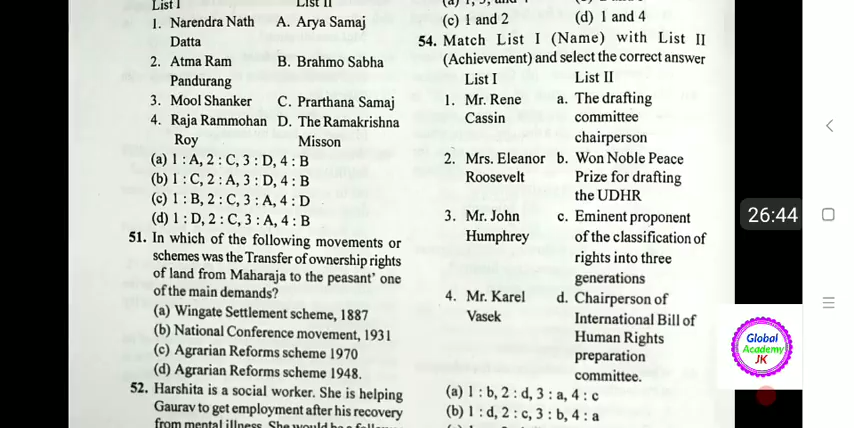 List I List II
1. Narendra Nath A. Arya Samaj
Datta
2. Atma Ram B. Brahmo Sabha
Pandurang
3. Mool Shanker C. Prarthana Samaj
4. Raja Rammohan D. The Ramakrishna
Roy Misson
(a) 1 : A, 2 : C, 3 : D, 4 : B
(b) 1 : C, 2 : A, 3 : D, 4 : B
(c) 1 : B, 2 : C, 3 : A, 4 : D
(d) 1 : D, 2 : C, 3 : A, 4 : B
51. In which of the following movements or
schemes was the Transfer of ownership rights
of land from Maharaja to the peasant’ one
of the main demands?
(a) Wingate Settlement scheme, 1887
(b) National Conference movement, 1931
(c) Agrarian Reforms scheme 1970
(d) Agrarian Reforms scheme 1948.
52. Harshita is a social worker. She is helping
Gaurav to get employment after his recovery
from mental illness. She would be a
(c) 1 and 2 (d) 1 and 4
54. Match List I (Name) with List II
(Achievement) and select the correct answer
List I List II
1. Mr. Rene a. The drafting
Cassin committee
chairperson
2. Mrs. Eleanor b. Won Noble Peace
Roosevelt Prize for drafting
the UDHR
3. Mr. John c. Eminent proponent
Humphrey of the classification of
rights into three
generations
4. Mr. Karel d. Chairperson of
Vasek International Bill of
Human Rights
preparation
committee.
(a) 1 : b, 2 : d, 3 : a, 4 : c
(b) 1 : d, 2 : c, 3 : b, 4 : a
26:44
Global
Academy
JK